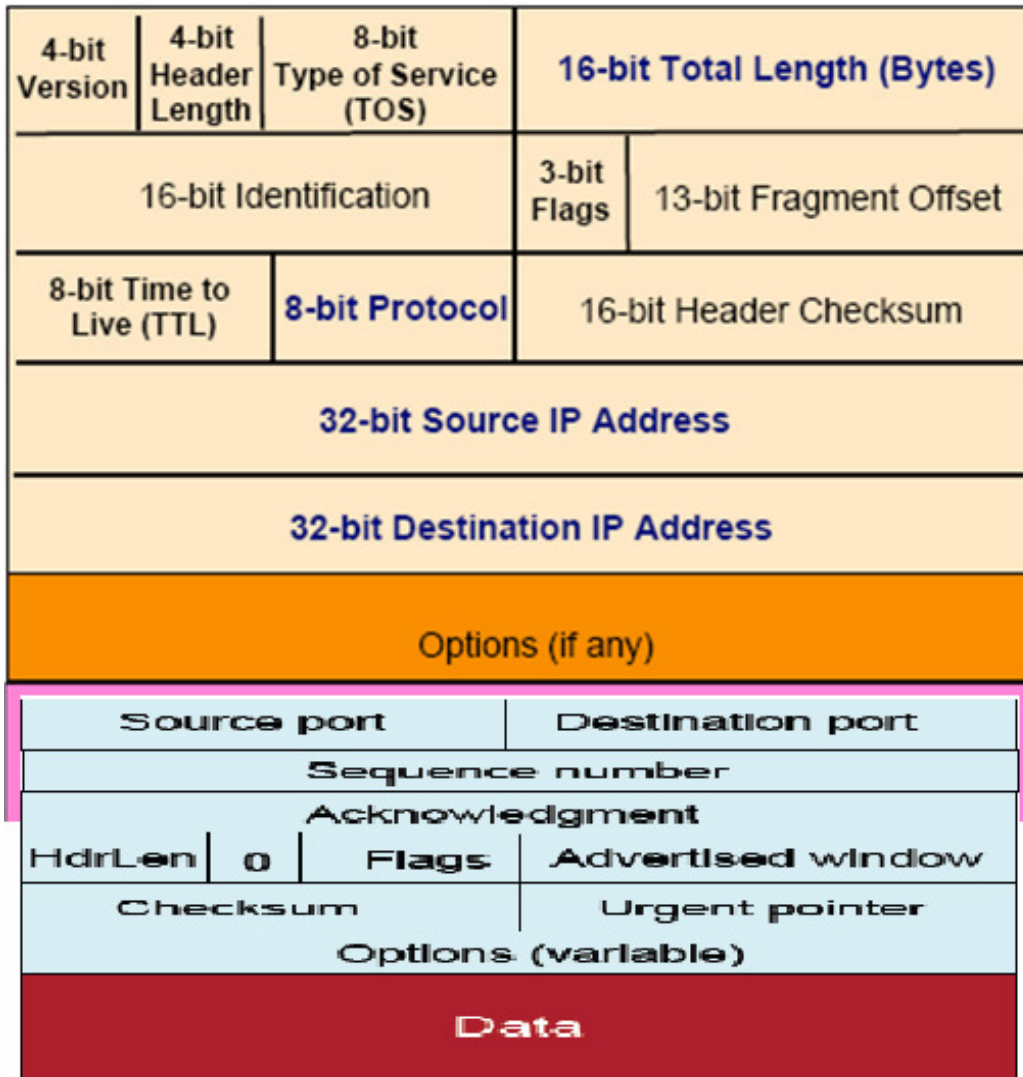 4-bit
Version
4-bit
Header
Length
8-bit
Type of Service
(TOS)
16-bit Total Length (Bytes)
16-bit Identification
3-bit
Flags
13-bit Fragment Offset
8-bit Time to
Live (TTL)
8-bit Protocol
16-bit Header Checksum
32-bit Source IP Address
32-bit Destination IP Address
Options (if any)
Source port
Destination port
Sequence number
Acknowledgment
HdrLen
0
Flags
Advertised window
Checksum
Urgent pointer
Options (variable)
Data